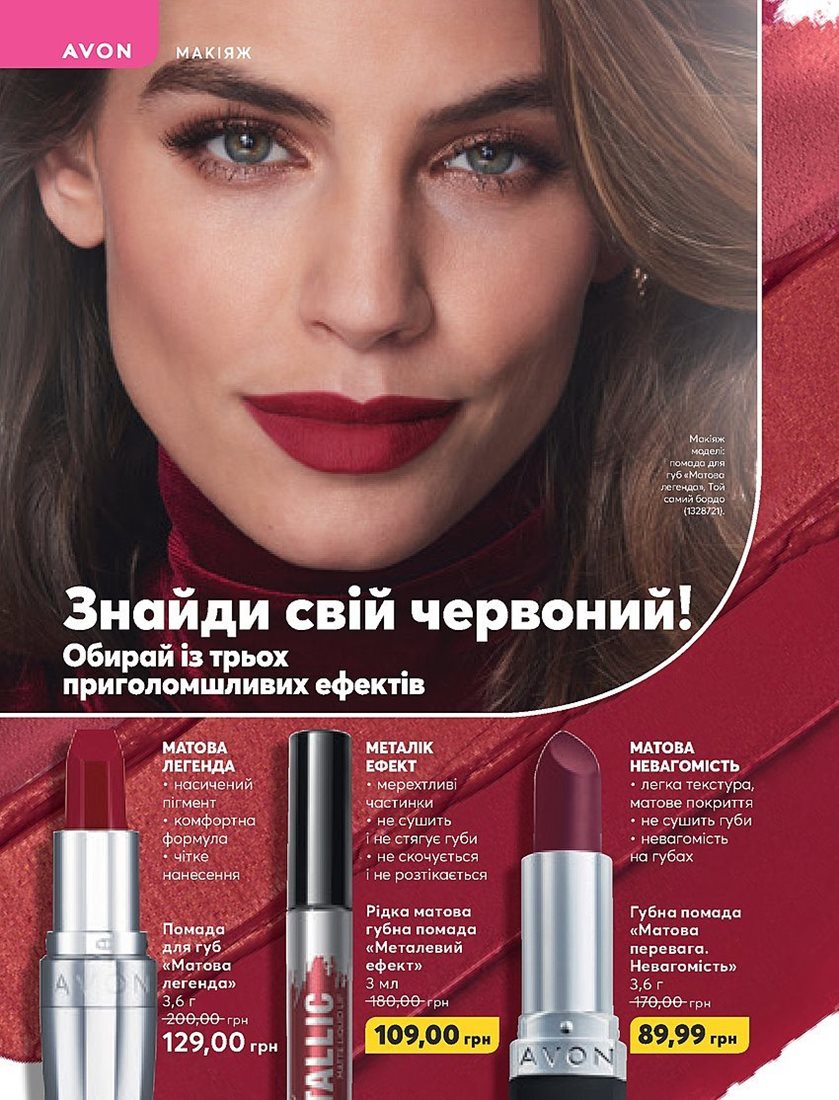 AVON
МАКІЯЖ
Макіяж
моделі:
помада для
губ «Матова
легенда», Той
самий бордо
(1328721).
Знайди свій червоний!
Обирай із трьох
приголомшливих ефектів
МАТОВА
ЛЕГЕНДА
• насичений
пігмент
• комфортна
формула
• чітке
нанесення
Помада
для губ
«Матова
легенда»
3,6 г
200,00 грн
129,00 грн
МЕТАЛІК
ЕФЕКТ
• мерехтливі
частинки
• не сушить
і не стягує губи
• не скочується
і не розтікається
Рідка матова
губна помада
«Металевий
ефект»
3 мл
180,00 грн
109,00 грн
МАТОВА
НЕВАГОМІСТЬ
• легка текстура,
матове покриття
• не сушить губи
• невагомість
на губах
Губна помада
«Матова
перевага.
Невагомість»
3,6 г
170,00 грн
89,99 грн
AVON
TALLIC
MATTE LIQUID LIP
AVON